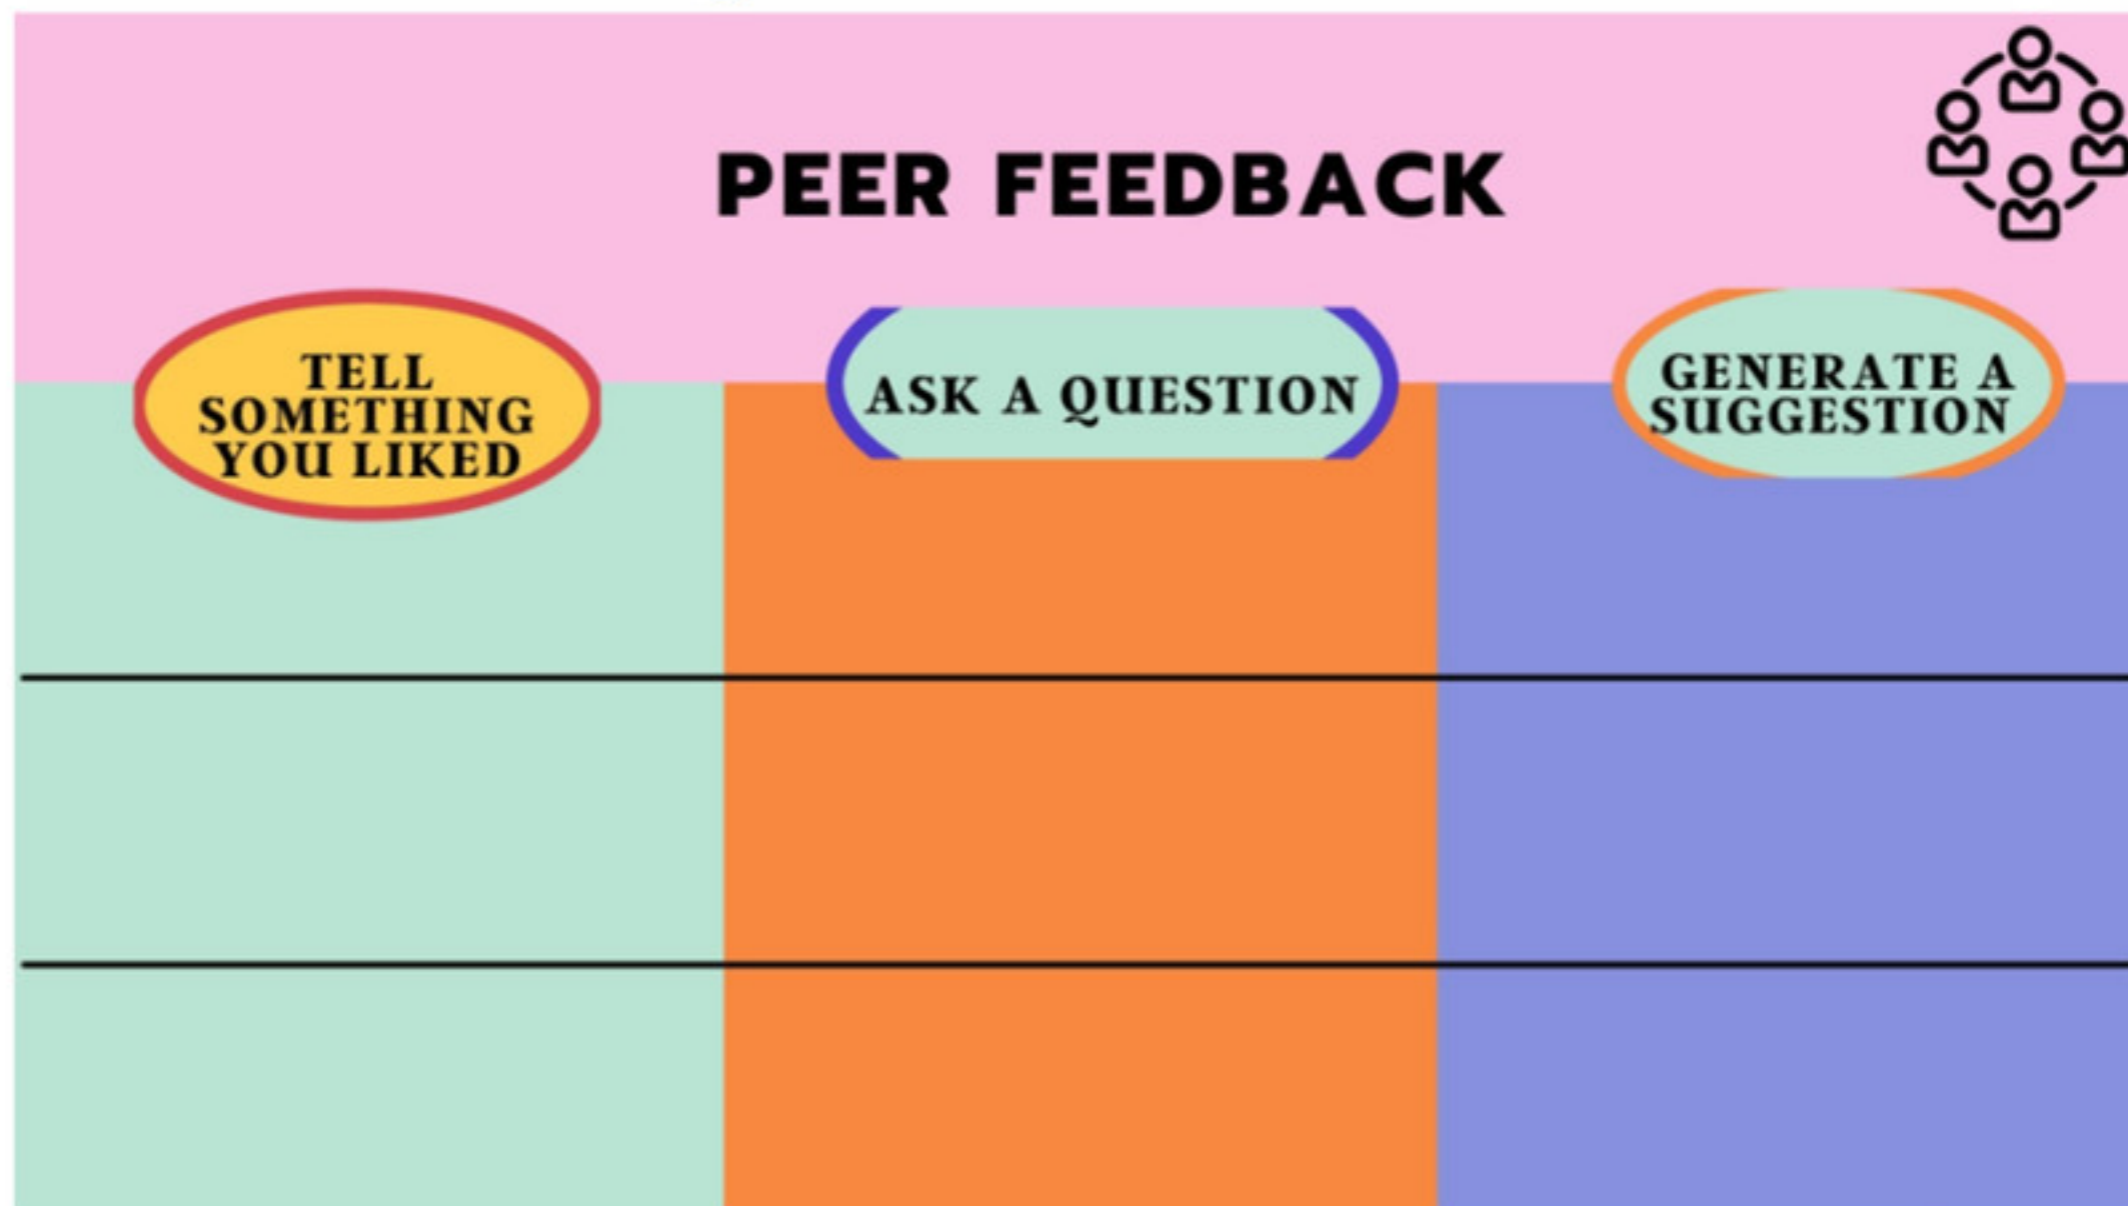 PEER FEEDBACK
TELL
SOMETHING
YOU LIKED
ASK A QUESTION
GENERATE A
SUGGESTION